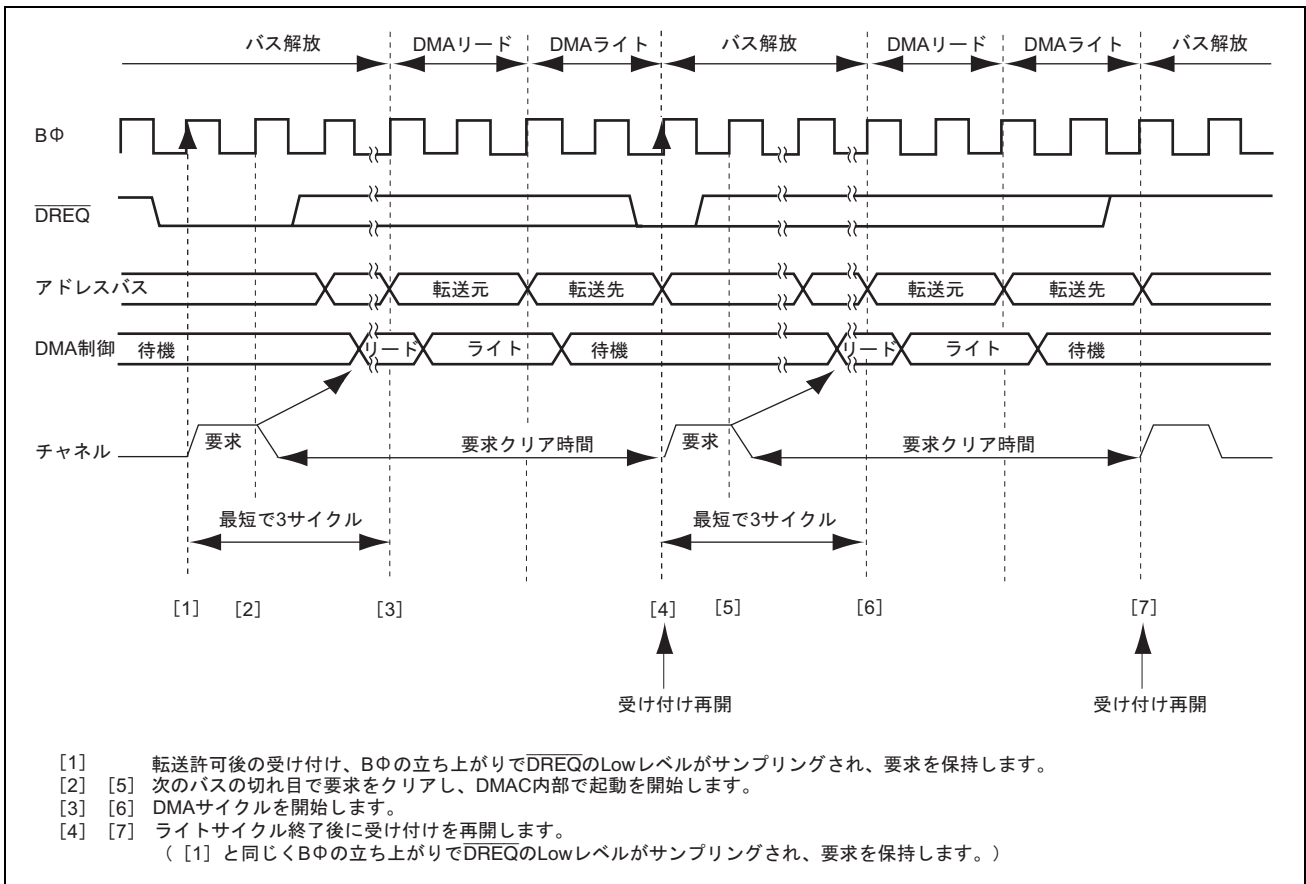 バス解放 DMAリード DMAライト バス解放 DMAリード DMAライト バス解放
BΦ
DREQ
アドレスバス 転送元 転送先 転送元 転送先
DMA制御 待機 リード ライト 待機 リード ライト 待機
チャネル 要求 要求クリア時間 要求 要求クリア時間
最短で3サイクル 最短で3サイクル
[1] [2] [3] [4] [5] [6] [7]
受け付け再開 受け付け再開
[1] 転送許可後の受け付け、BΦの立ち上がりでDREQのLowレベルがサンプリングされ、要求を保持します。
[2] [5] 次のバスの切れ目で要求をクリアし、DMAC内部で起動を開始します。
[3] [6] DMAサイクルを開始します。
[4] [7] ライトサイクル終了後に受け付けを再開します。
（[1]と同じくBΦの立ち上がりでDREQのLowレベルがサンプリングされ、要求を保持します。）